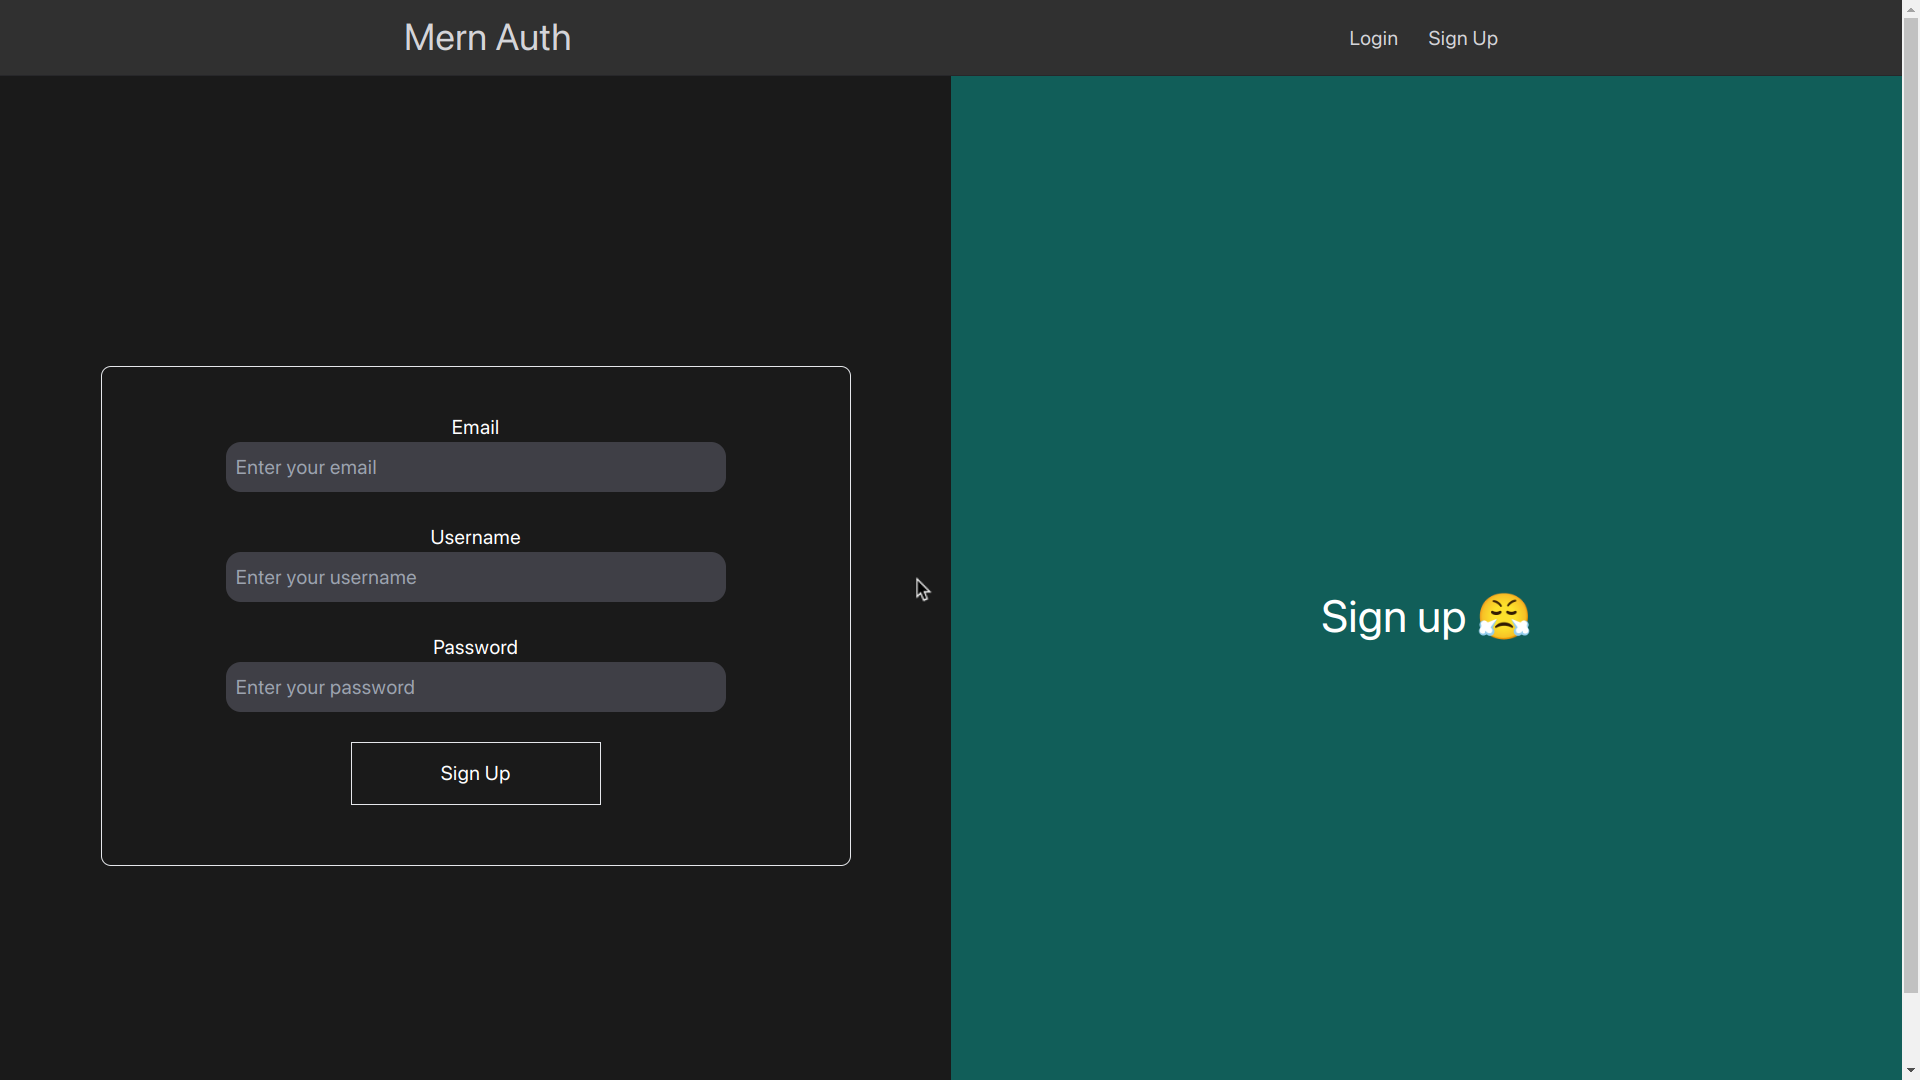 Mern Auth
Login
Sign Up
Email
Enter your email
Username
Enter your username
Password
Enter your password
Sign Up
Sign up 😤